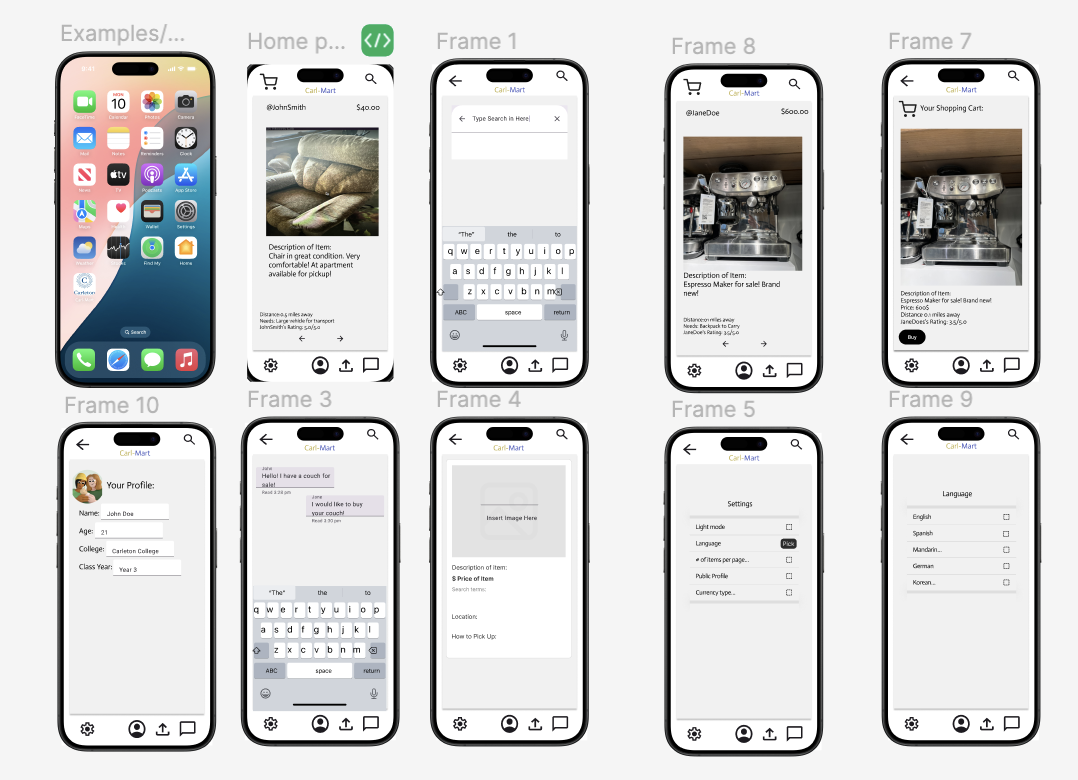 Examples/...
Home p...
</>
Frame 1
Frame 8
Frame 7
9:41
FaceTime
Calendar
Photos
Camera
MON
10
Mail
Notes
Reminders
Clock
News
tv
TV
Podcasts
App Store
Maps
Health
Wallet
Settings
Find My
Home
Carleton
Search
Carl-Mart
@JohnSmith
$40.00
Description of Item:
Chair in great condition. Very
comfortable! At apartment
available for pickup!
Distance:0.5 miles away
Needs: Large vehicle for transport
JohnSmith's Rating: 5.0/5.0
Carl-Mart
Type Search in Here
"The" the to
q w e r t y u i o p
a s d f g h j k l
z x c v b n m
ABC space return
Carl-Mart
@JaneDoe
$600.00
Description of Item:
Espresso Maker for sale! Brand
new!
Distance:0.1 miles away
Needs: Backpack to Carry
JaneDoe's Rating: 3.5/5.0
Carl-Mart
Your Shopping Cart:
Description of Item:
Espresso Maker for sale! Brand new!
Price: 600$
Distance 0.1 miles away
JaneDoes's Rating: 3.5/5.0
Buy
Frame 10
Frame 3
Frame 4
Frame 5
Frame 9
Carl-Mart
Your Profile:
Name: John Doe
Age: 21
College: Carleton College
Class Year: Year 3
Carl-Mart
John
Hello! I have a couch for
sale!
Read 3:28 pm
Jane
I would like to buy
your couch!
Read 3:30 pm
"The" the to
q w e r t y u i o p
a s d f g h j k l
z x c v b n m
ABC space return
Carl-Mart
Insert Image Here
Description of item:
$ Price of Item
Search terms:
Location:
How to Pick Up:
Carl-Mart
Settings
Light mode
Language Pick
# of items per page...
Public Profile
Currency type...
Carl-Mart
Language
English
Spanish
Mandarin...
German
Korean...